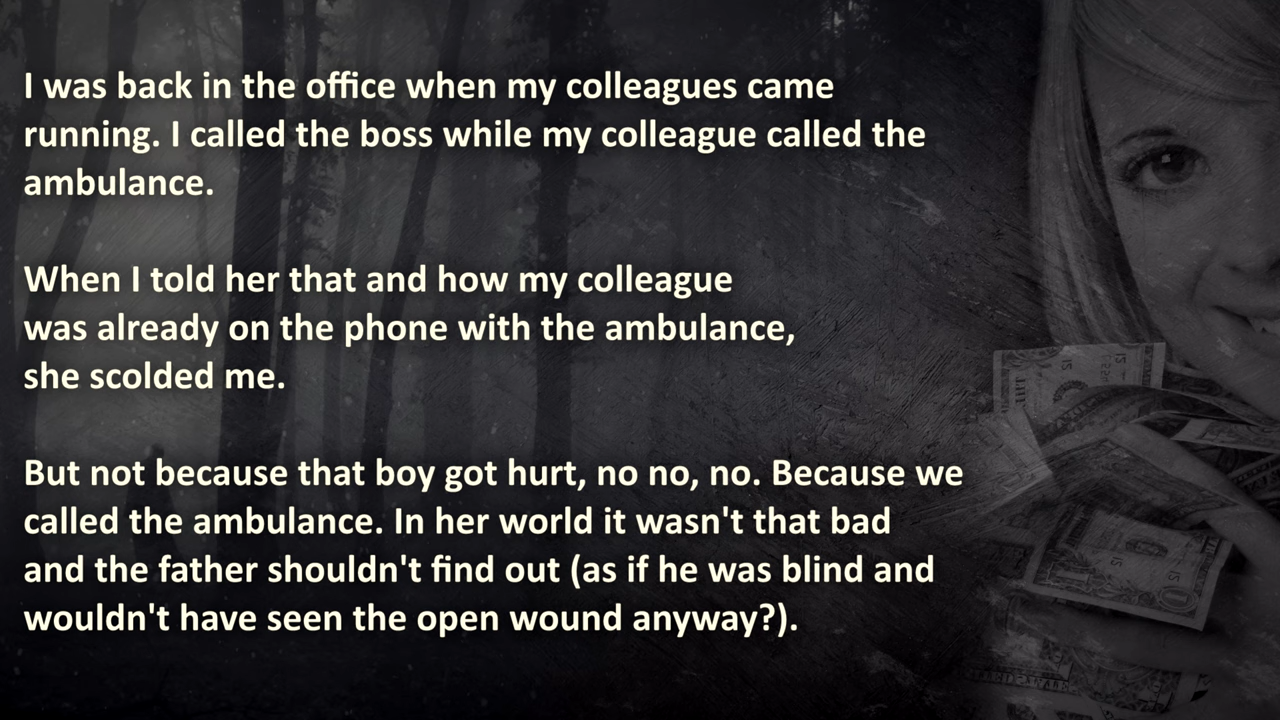 I was back in the office when my colleagues came
running. I called the boss while my colleague called the
ambulance.
When I told her that and how my colleague
was already on the phone with the ambulance,
she scolded me.
But not because that boy got hurt, no no, no. Because we
called the ambulance. In her world it wasn't that bad
and the father shouldn't find out (as if he was blind and
wouldn't have seen the open wound anyway?).